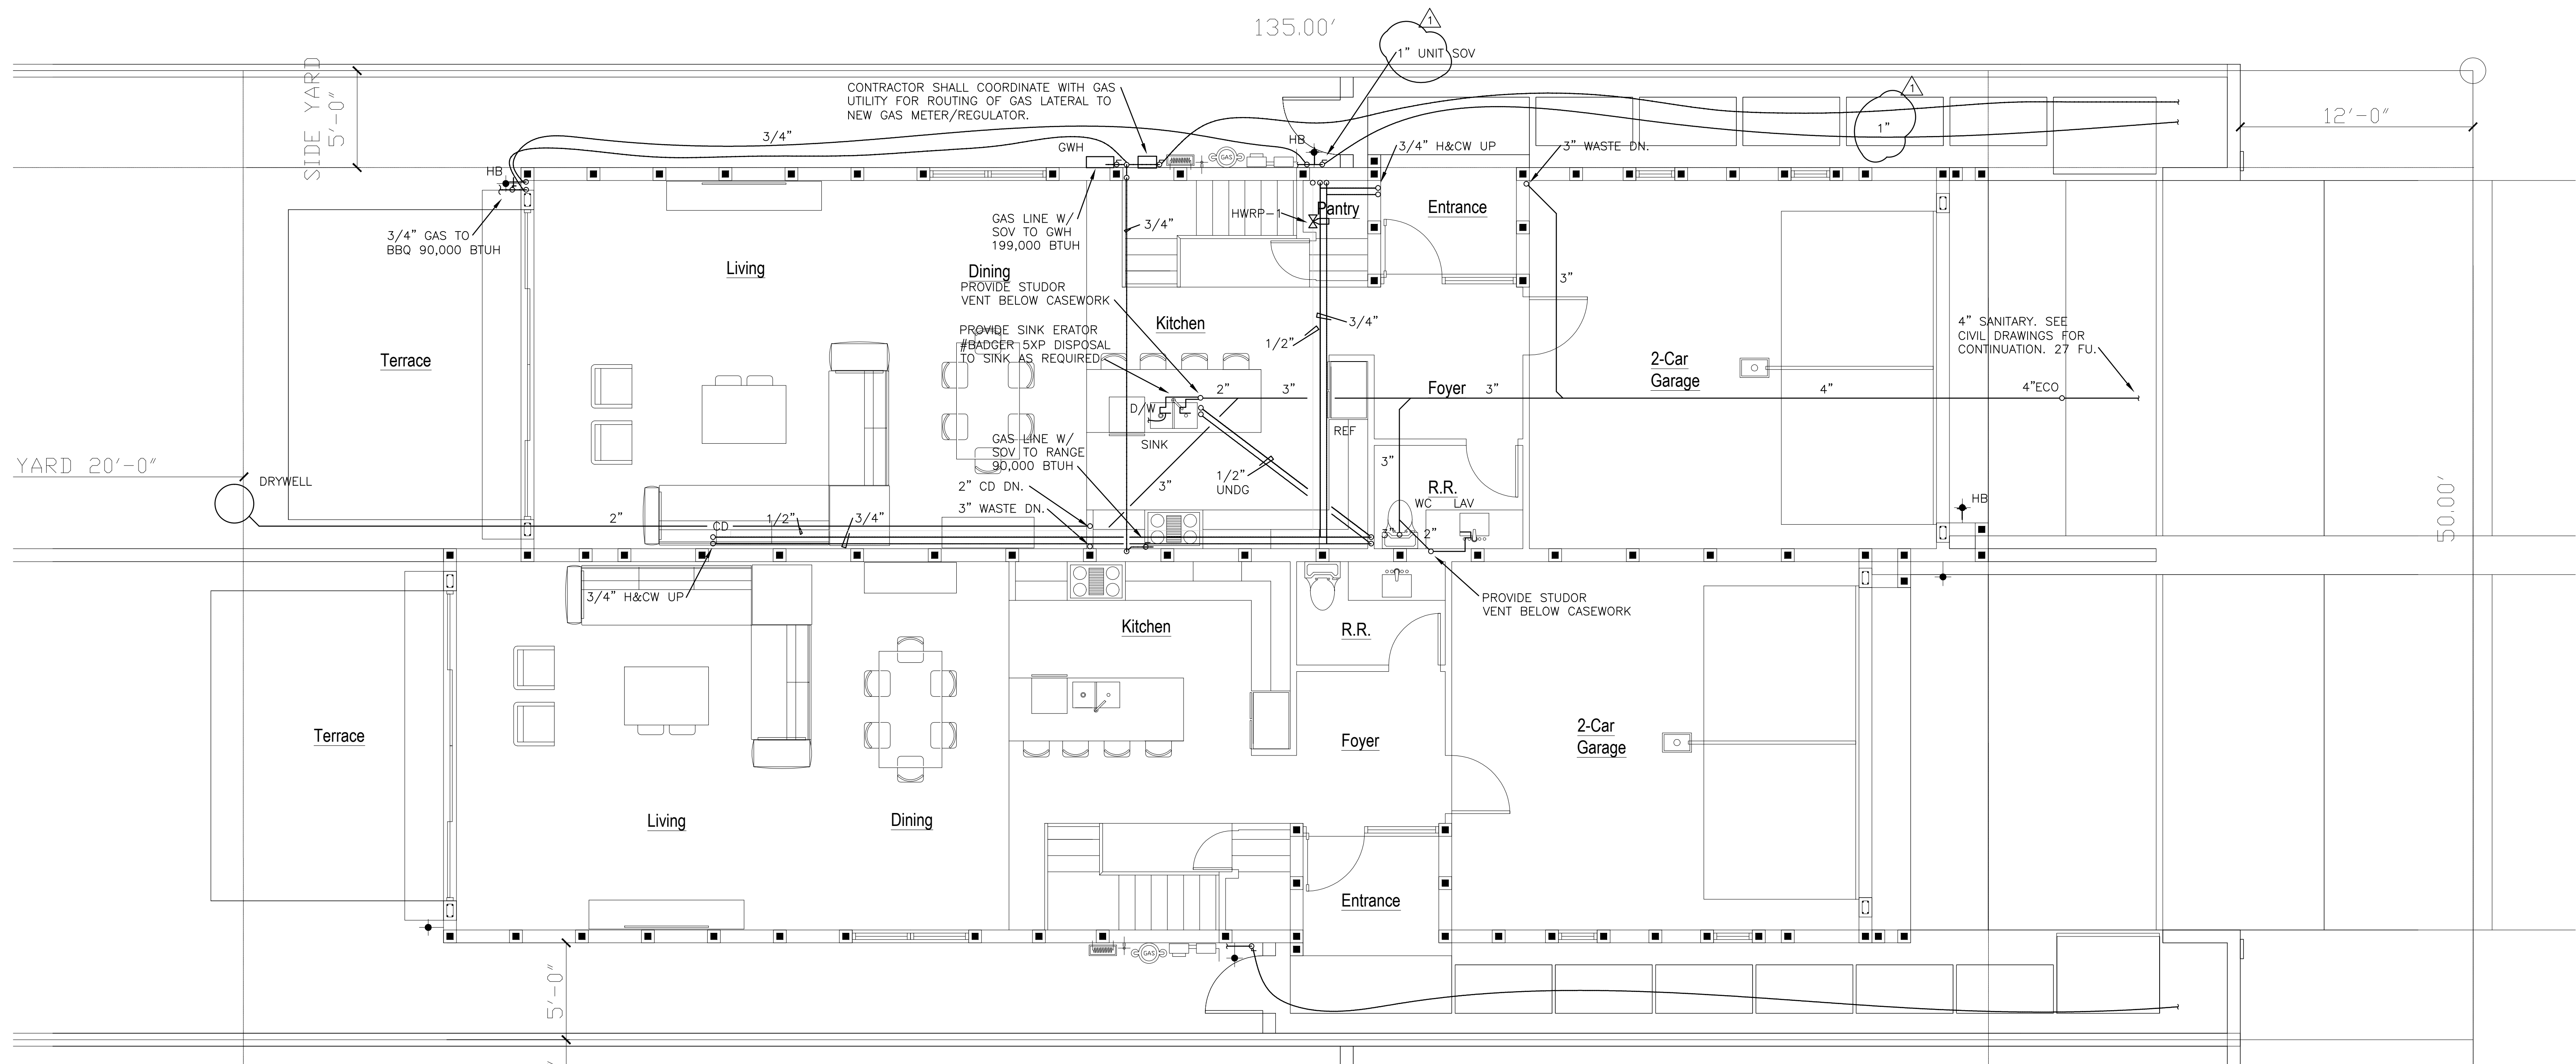 135.00'
1
1" UNIT SOV
SIDE YARD
5'-0"
CONTRACTOR SHALL COORDINATE WITH GAS
UTILITY FOR ROUTING OF GAS LATERAL TO
NEW GAS METER/REGULATOR.
1
1"
12'-0"
3/4"
GWH
GAS
HB
3/4" H&CW UP
3" WASTE DN.
HB
3/4" GAS TO
BBQ 90,000 BTUH
GAS LINE W/
SOV TO GWH
199,000 BTUH
3/4"
HWRP-1
Pantry
Entrance
Living
Dining
PROVIDE STUDOR
VENT BELOW CASEWORK
3"
PROVIDE SINK ERATOR
#BADGER 5XP DISPOSAL
TO SINK AS REQUIRED.
Kitchen
3/4"
1/2"
4" SANITARY. SEE
CIVIL DRAWINGS FOR
CONTINUATION. 27 FU.
Terrace
2-Car
Garage
2"
3"
Foyer
3"
4"
4"ECO
D/W
SINK
REF
GAS LINE W/
SOV TO RANGE
90,000 BTUH
YARD 20'-0"
DRYWELL
2" CD DN.
3" WASTE DN.
3"
1/2"
UNDG
3"
R.R.
WC
LAV
HB
50.00'
2"
CD
1/2"
3/4"
3"
2"
3/4" H&CW UP
PROVIDE STUDOR
VENT BELOW CASEWORK
Kitchen
R.R.
Terrace
Foyer
2-Car
Garage
Living
Dining
Entrance
GAS
5'-0"